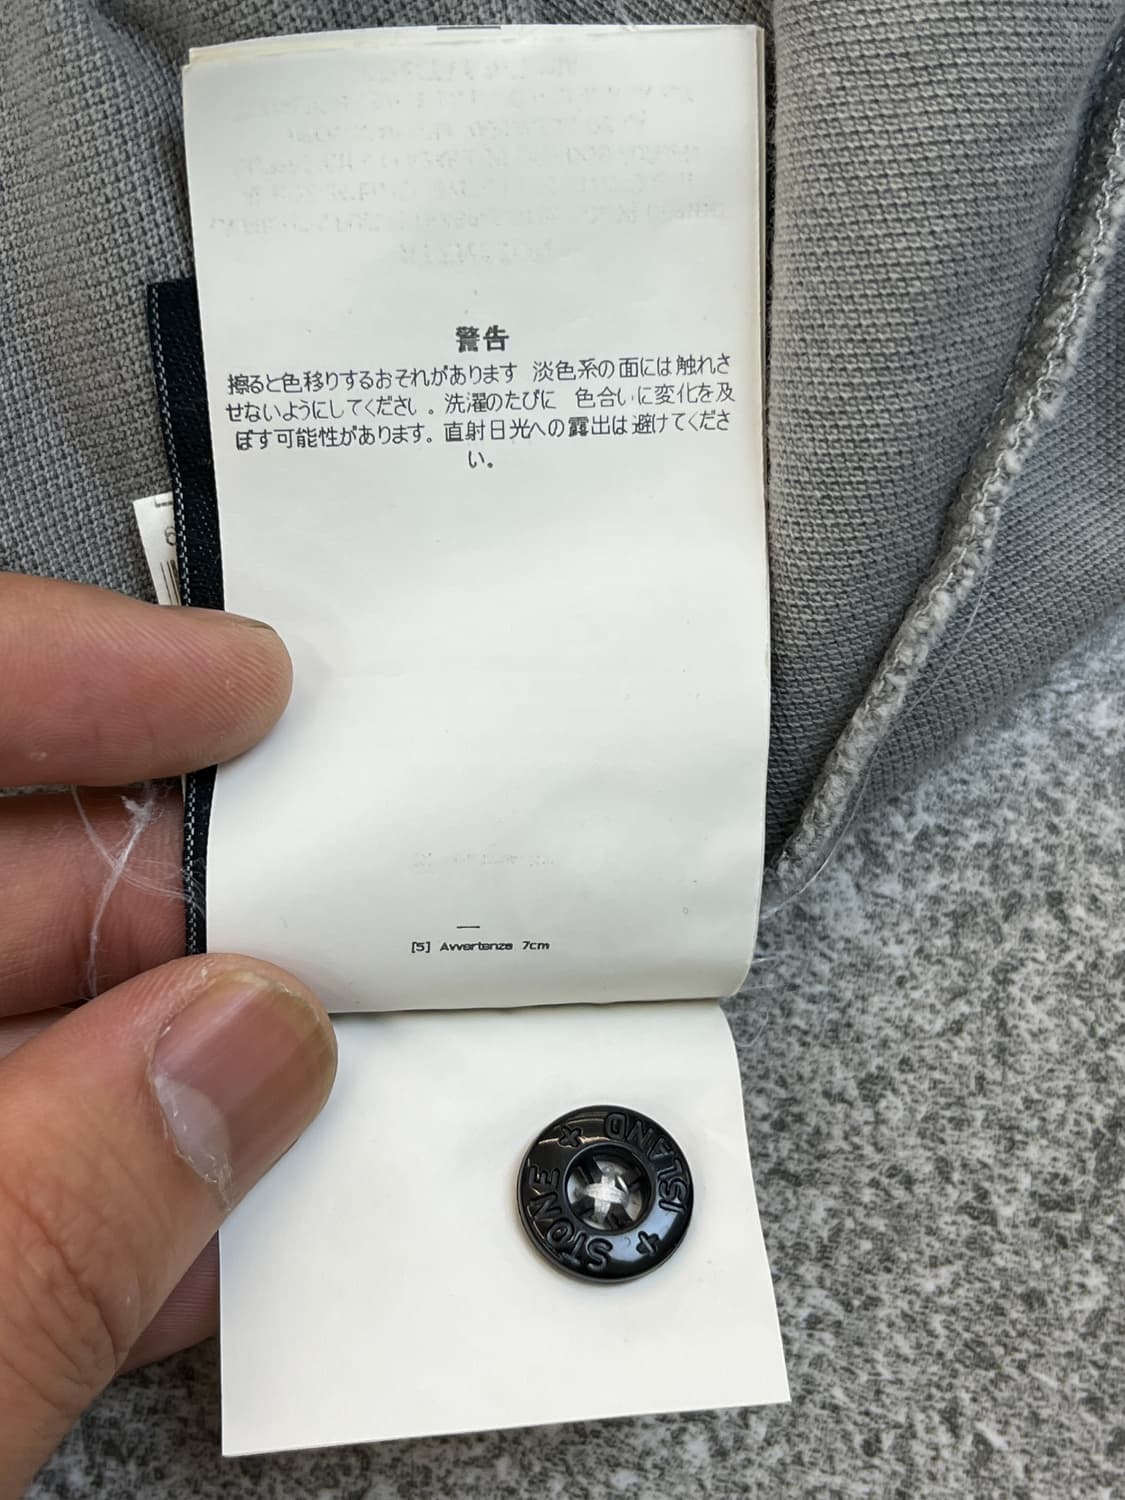 警告
擦ると色移りするおそれがあります 淡色系の面には触れさ
せないようにしてください。洗濯のたびに 色合いに変化を及
ぼす可能性があります。直射日光への露出は避けてくださ
い。
[5] Avvertenze 7cm
STONE + ISLAND +